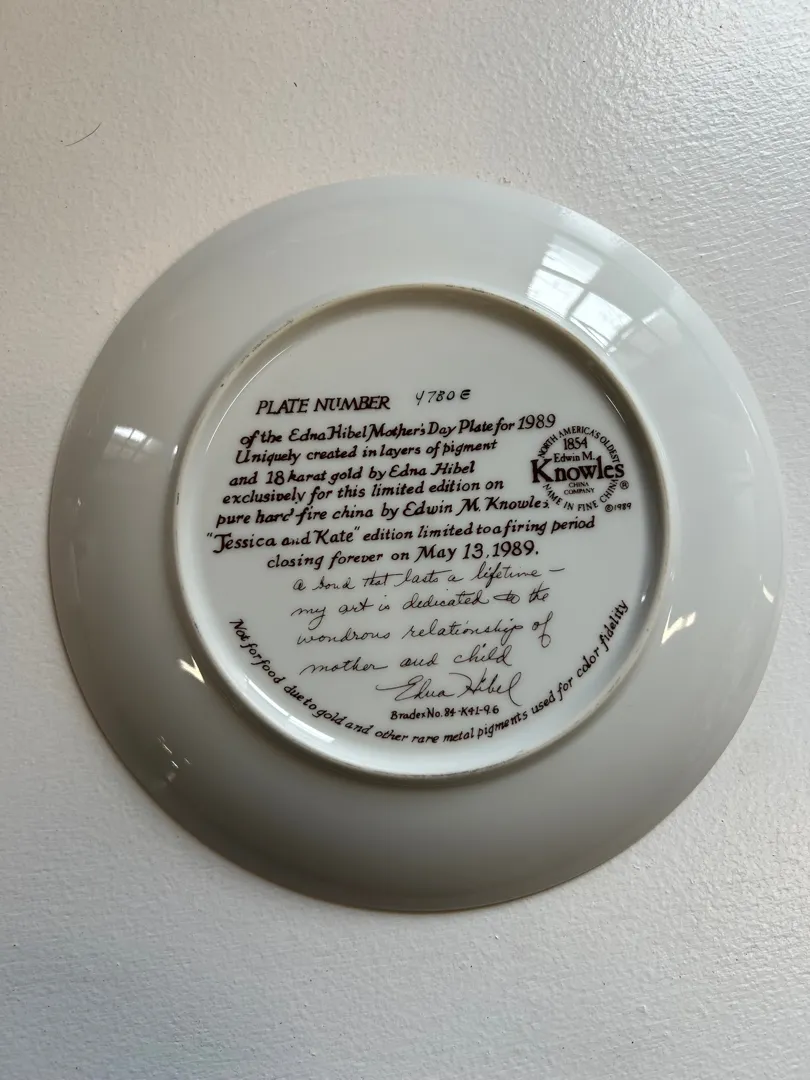 PLATE NUMBER 4780E
of the Edna Hibel Mother's Day Plate for 1989
Uniquely created in layers of pigment
and 18 karat gold by Edna Hibel
exclusively for this limited edition on
pure hard-fire china by Edwin M. Knowles
"Jessica and Kate" edition limited to a firing period
closing forever on May 13, 1989.
NORTH AMERICA'S OLDEST
1854
Edwin M.
Knowles
CHINA
COMPANY
NAME IN FINE CHINA ®
©1989
a bond that lasts a lifetime —
my art is dedicated to the
wondrous relationship of
mother and child
Edna Hibel
Bradex No. 84-K41-9.6
Not for food due to gold and other rare metal pigments used for color fidelity